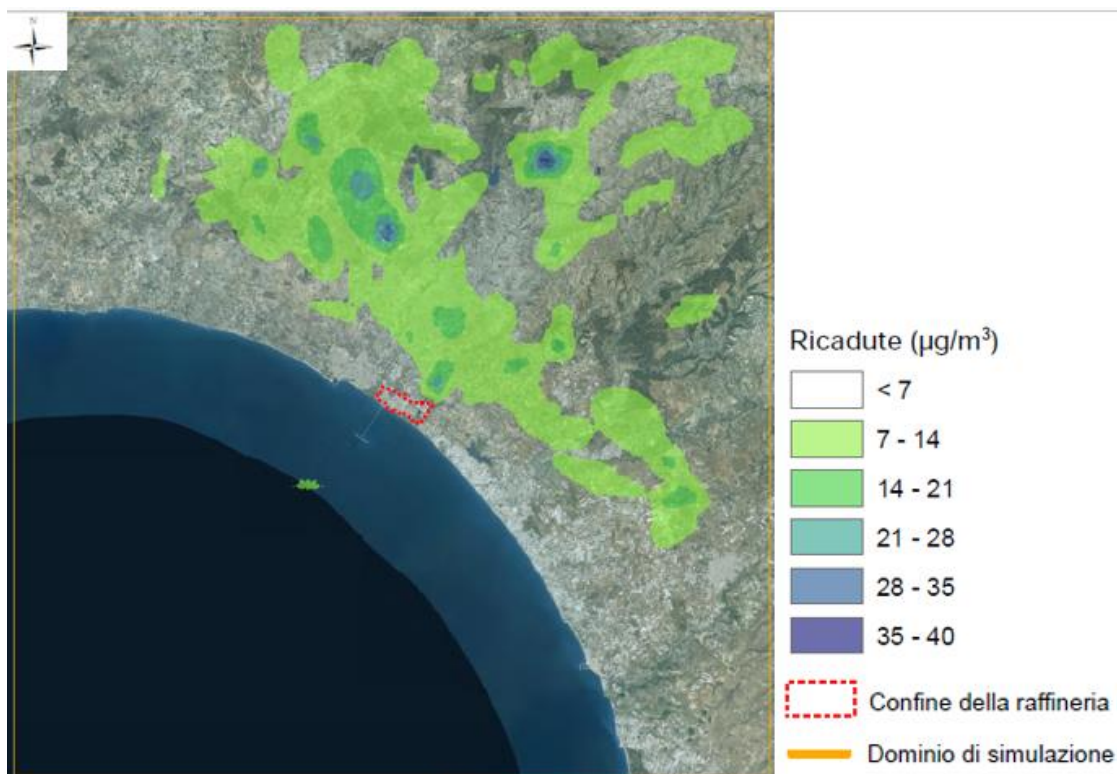 N
Ricadute (µg/m³)
< 7
7 - 14
14 - 21
21 - 28
28 - 35
35 - 40
Confine della raffineria
Dominio di simulazione